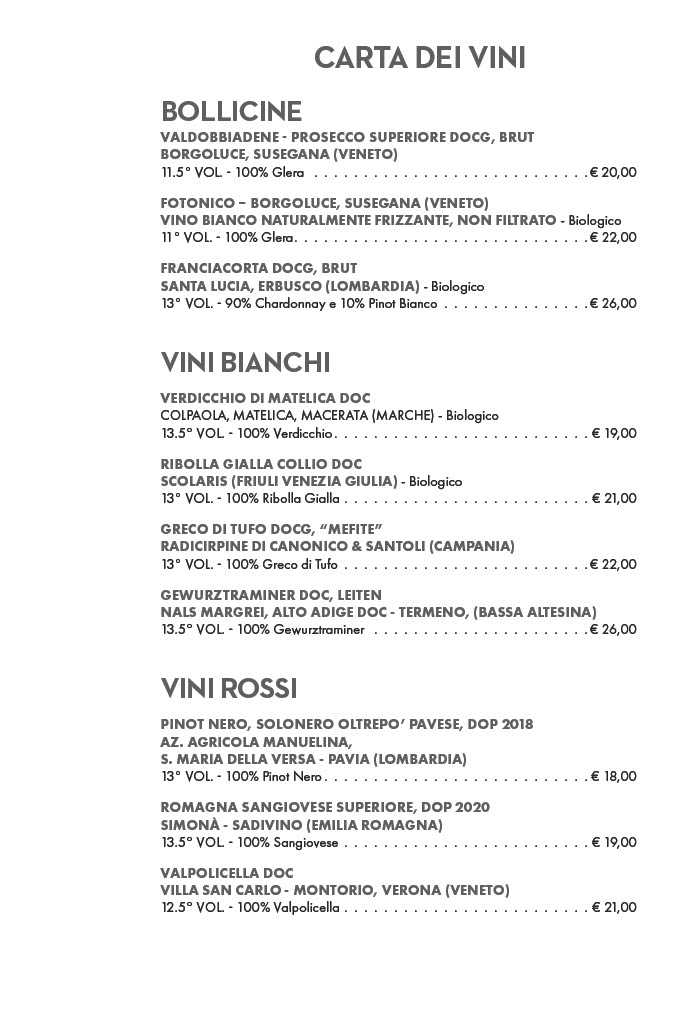 CARTA DEI VINI
BOLLICINE
VALDOBBIADENE - PROSECCO SUPERIORE DOCG, BRUT
BORGOLUCE, SUSEGANA (VENETO)
11.5° VOL. - 100% Glera . . . . . . . . . . . . . . . . . . . . . . . . . . . . € 20,00
FOTONICO – BORGOLUCE, SUSEGANA (VENETO)
VINO BIANCO NATURALMENTE FRIZZANTE, NON FILTRATO - Biologico
11° VOL. - 100% Glera. . . . . . . . . . . . . . . . . . . . . . . . . . . . . . € 22,00
FRANCIACORTA DOCG, BRUT
SANTA LUCIA, ERBUSCO (LOMBARDIA) - Biologico
13° VOL. - 90% Chardonnay e 10% Pinot Bianco . . . . . . . . . . . . . . . € 26,00
VINI BIANCHI
VERDICCHIO DI MATELICA DOC
COLPAOLA, MATELICA, MACERATA (MARCHE) - Biologico
13.5° VOL. - 100% Verdicchio. . . . . . . . . . . . . . . . . . . . . . . . . . € 19,00
RIBOLLA GIALLA COLLIO DOC
SCOLARIS (FRIULI VENEZIA GIULIA) - Biologico
13° VOL. - 100% Ribolla Gialla . . . . . . . . . . . . . . . . . . . . . . . . . € 21,00
GRECO DI TUFO DOCG, “MEFITE”
RADICIRPINE DI CANONICO & SANTOLI (CAMPANIA)
13° VOL. - 100% Greco di Tufo . . . . . . . . . . . . . . . . . . . . . . . . . € 22,00
GEWURZTRAMINER DOC, LEITEN
NALS MARGREI, ALTO ADIGE DOC - TERMENO, (BASSA ALTESINA)
13.5° VOL. - 100% Gewurztraminer . . . . . . . . . . . . . . . . . . . . . . € 26,00
VINI ROSSI
PINOT NERO, SOLONERO OLTREPO’ PAVESE, DOP 2018
AZ. AGRICOLA MANUELINA,
S. MARIA DELLA VERSA - PAVIA (LOMBARDIA)
13° VOL. - 100% Pinot Nero. . . . . . . . . . . . . . . . . . . . . . . . . . . € 18,00
ROMAGNA SANGIOVESE SUPERIORE, DOP 2020
SIMONÀ - SADIVINO (EMILIA ROMAGNA)
13.5° VOL. - 100% Sangiovese . . . . . . . . . . . . . . . . . . . . . . . . . € 19,00
VALPOLICELLA DOC
VILLA SAN CARLO - MONTORIO, VERONA (VENETO)
12.5° VOL. - 100% Valpolicella . . . . . . . . . . . . . . . . . . . . . . . . . € 21,00